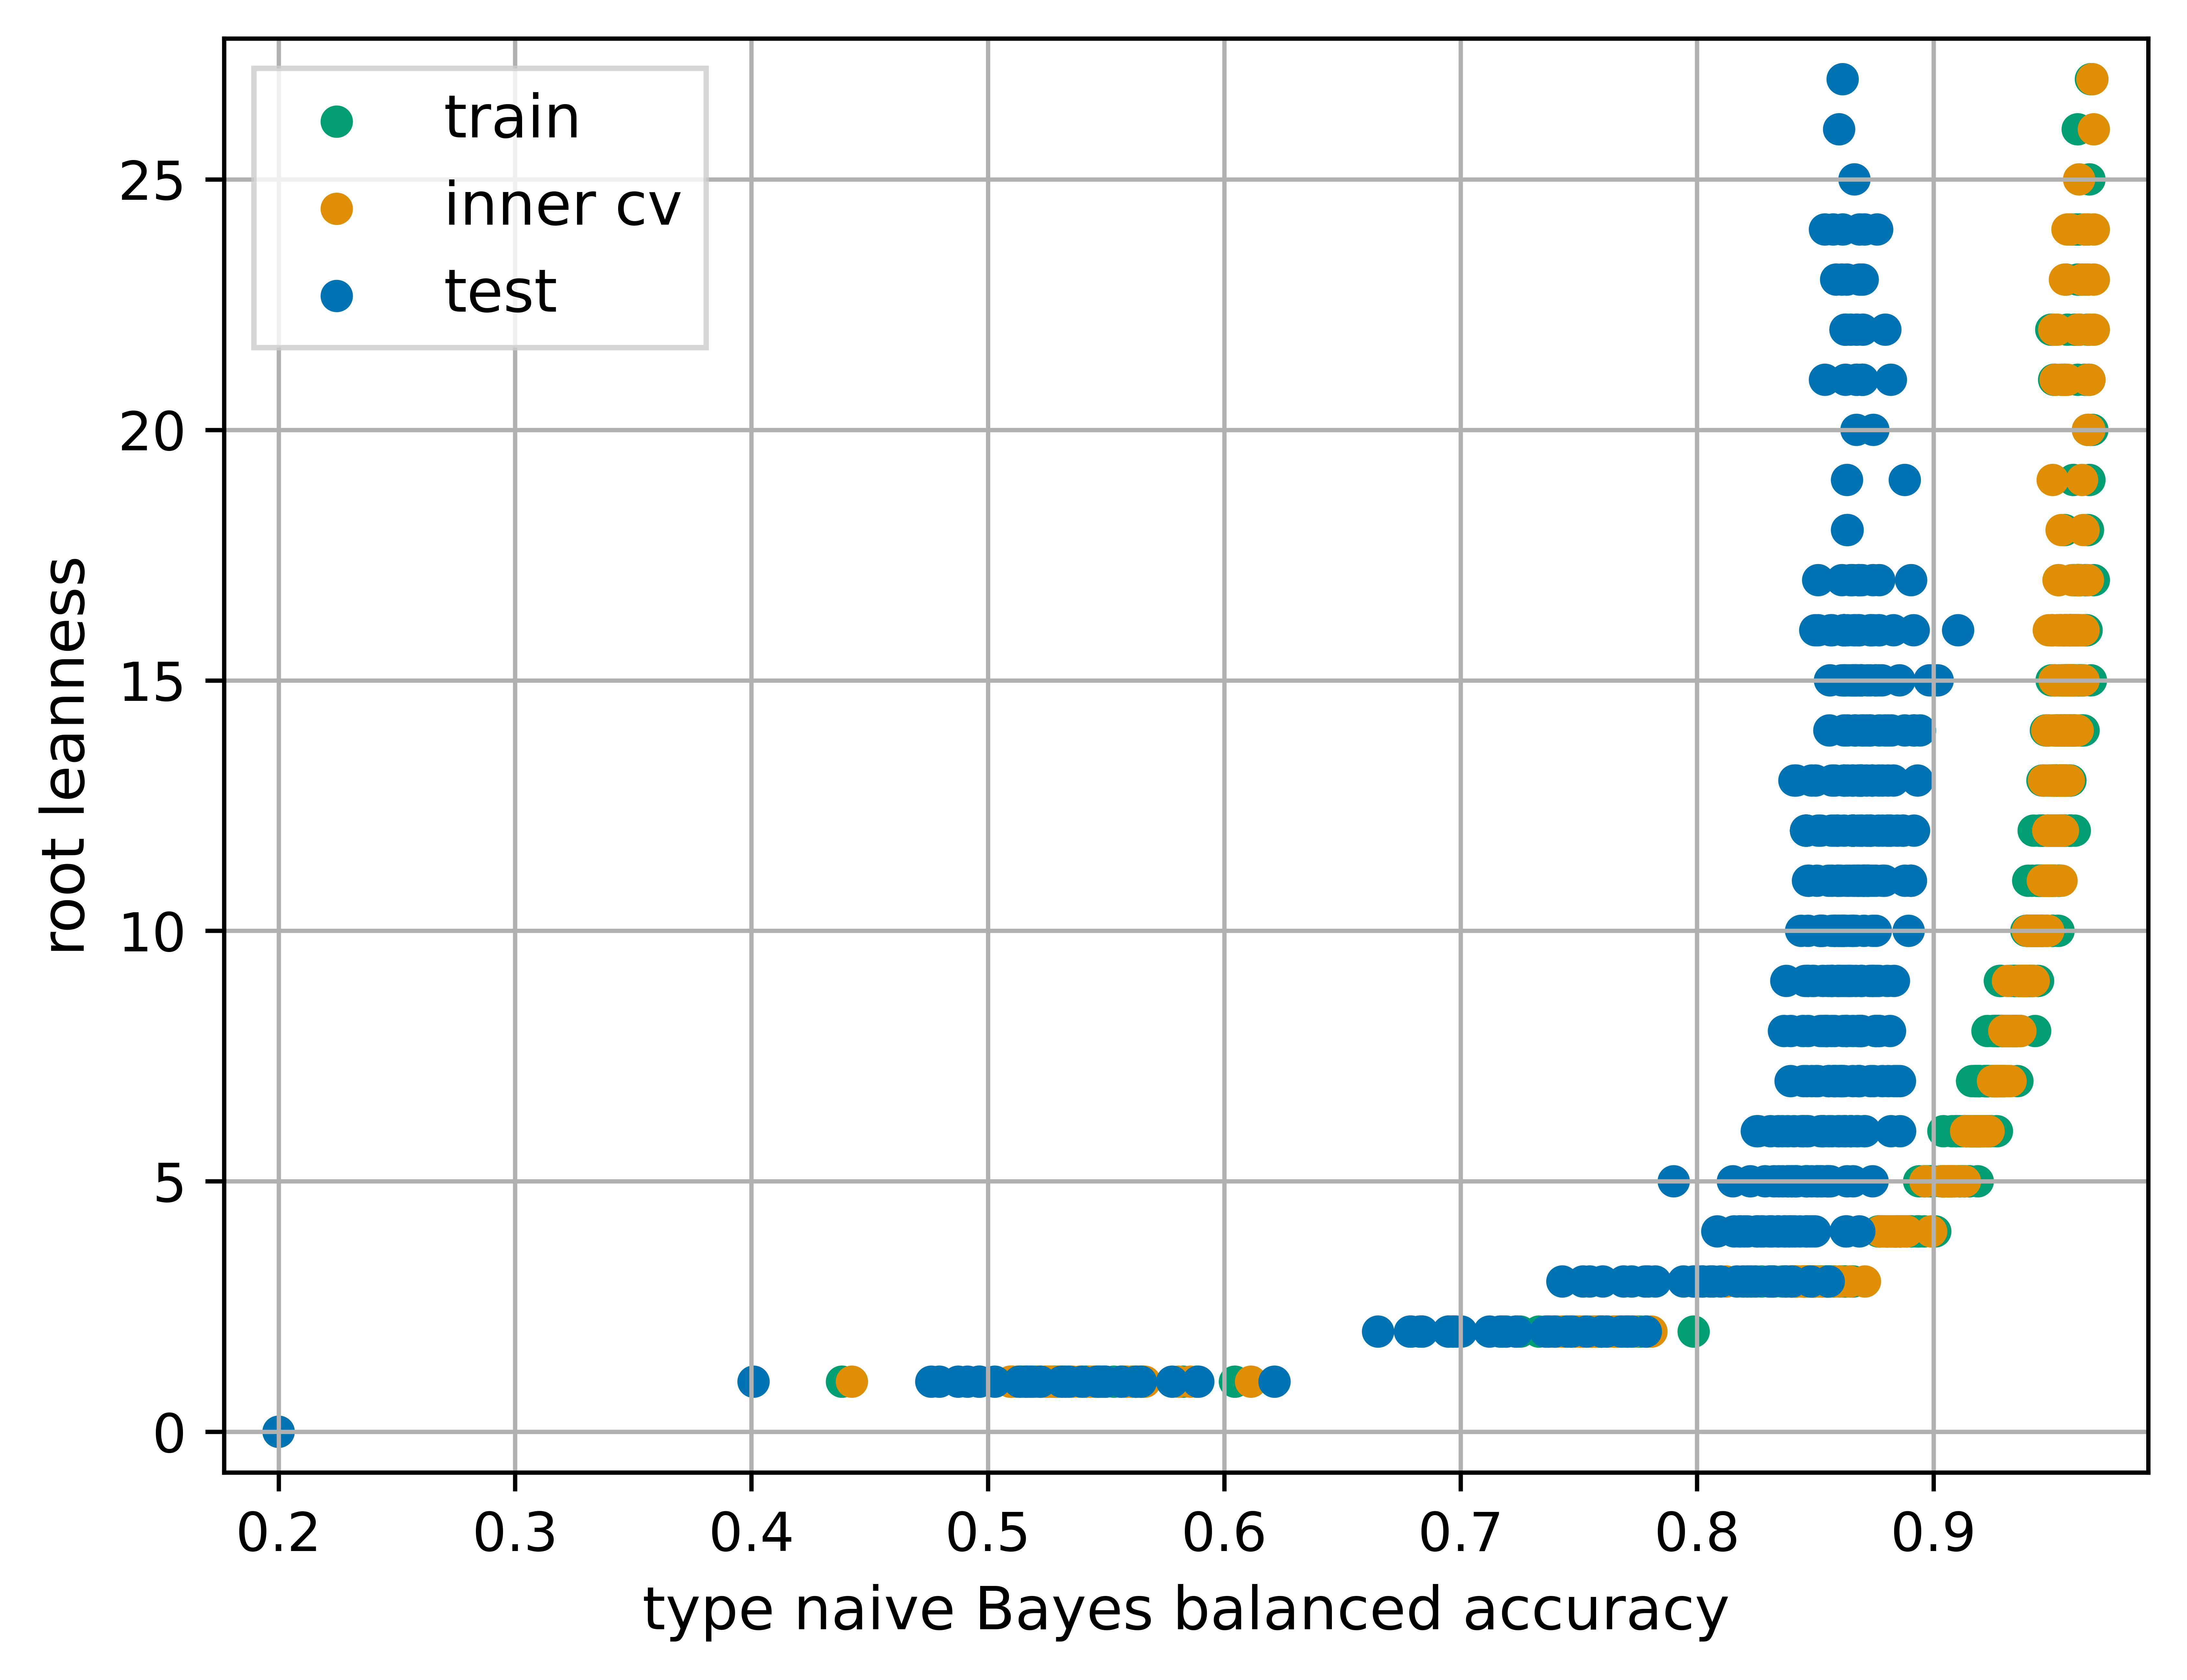 train
inner cv
test
25
20
15
10
5
0
root leanness
0.2 0.3 0.4 0.5 0.6 0.7 0.8 0.9
type naive Bayes balanced accuracy